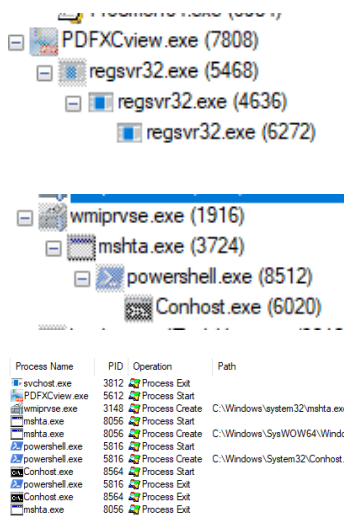 PDFXCview.exe (7808)
regsvr32.exe (5468)
regsvr32.exe (4636)
regsvr32.exe (6272)
wmiprvse.exe (1916)
mshta.exe (3724)
powershell.exe (8512)
Conhost.exe (6020)
Process Name PID Operation Path
svchost.exe 3812 Process Exit
PDFXCview.exe 5612 Process Start
wmiprvse.exe 3148 Process Create C:\Windows\system32\mshta.exe
mshta.exe 8056 Process Start
mshta.exe 8056 Process Create C:\Windows\SysWOW64\Windo
powershell.exe 5816 Process Start
powershell.exe 5816 Process Create C:\Windows\System32\Conhost.
Conhost.exe 8564 Process Start
powershell.exe 5816 Process Exit
Conhost.exe 8564 Process Exit
mshta.exe 8056 Process Exit